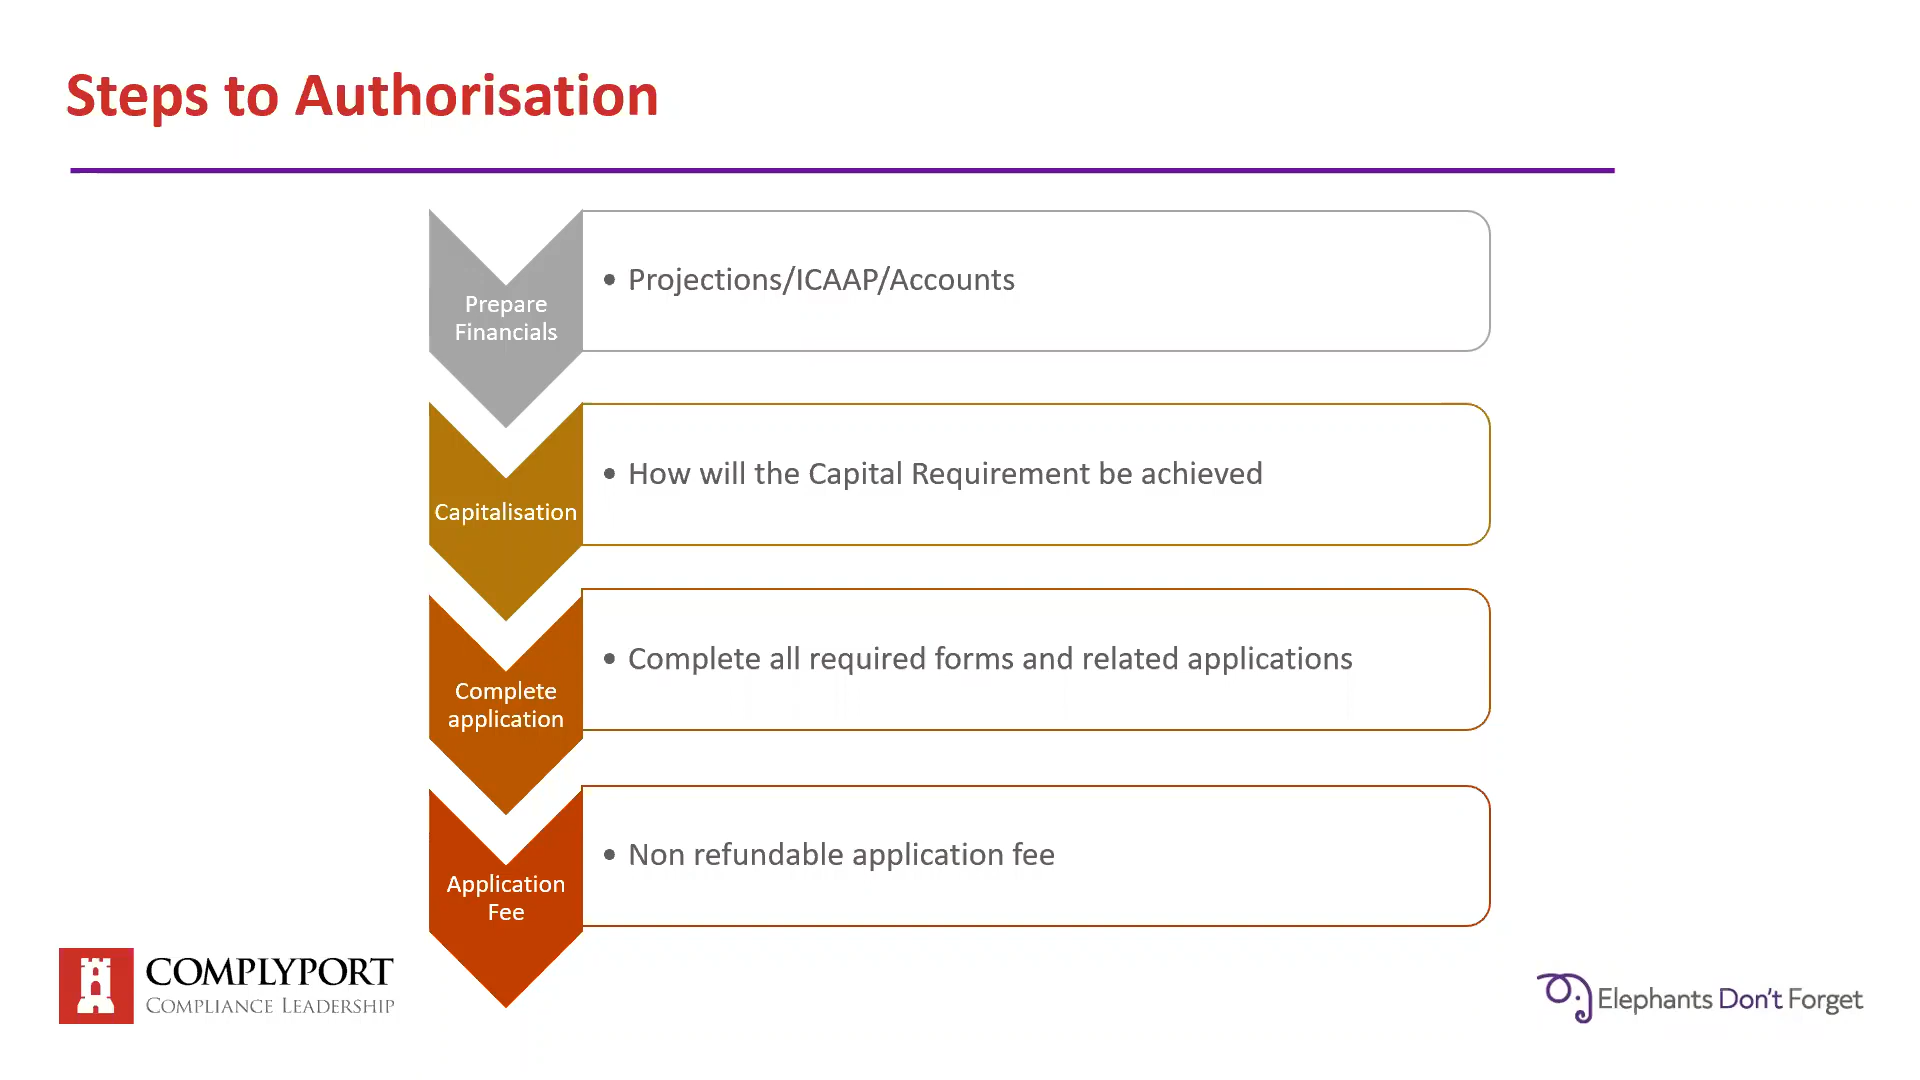 Steps to Authorisation
Prepare
Financials
• Projections/ICAAP/Accounts
Capitalisation
• How will the Capital Requirement be achieved
Complete
application
• Complete all required forms and related applications
Application
Fee
• Non refundable application fee
COMPLYPORT
COMPLIANCE LEADERSHIP
Elephants Don't Forget